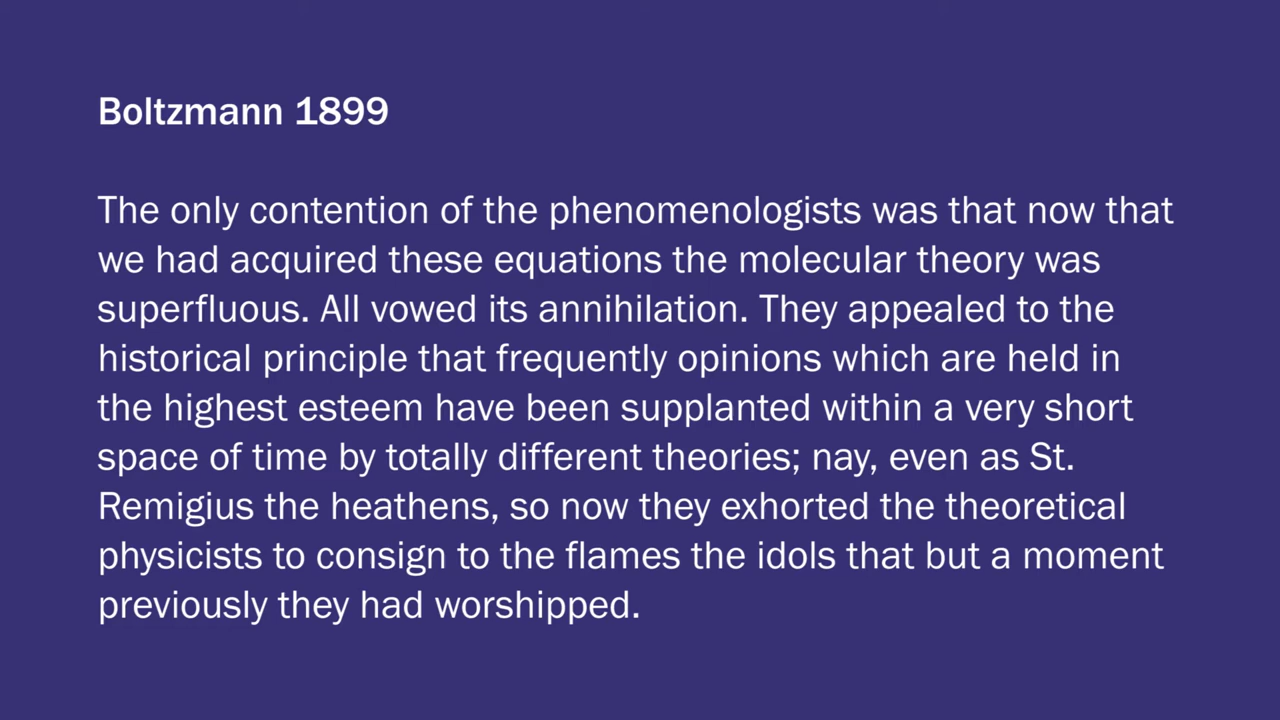 Boltzmann 1899
The only contention of the phenomenologists was that now that
we had acquired these equations the molecular theory was
superfluous. All vowed its annihilation. They appealed to the
historical principle that frequently opinions which are held in
the highest esteem have been supplanted within a very short
space of time by totally different theories; nay, even as St.
Remigius the heathens, so now they exhorted the theoretical
physicists to consign to the flames the idols that but a moment
previously they had worshipped.